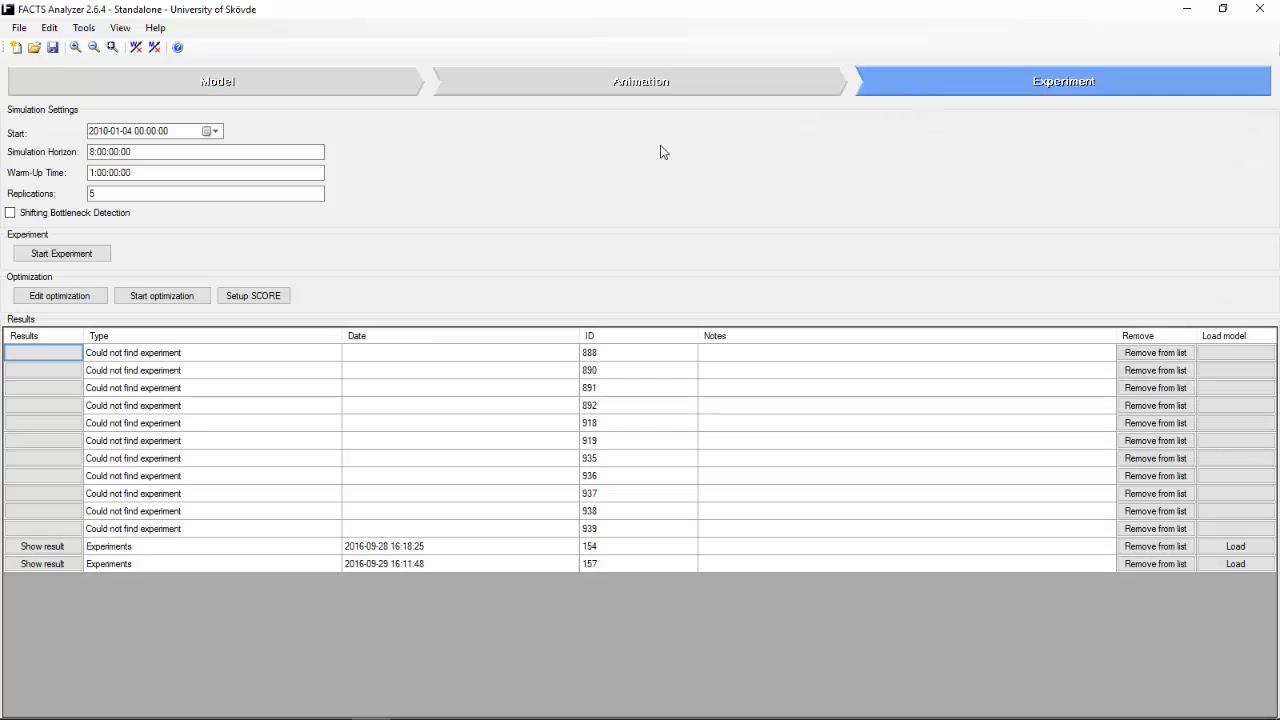 FACTS Analyzer 2.6.4 - Standalone - University of Skövde
File Edit Tools View Help
Model Animation Experiment
Simulation Settings
Start: 2010-01-04 00:00:00
Simulation Horizon: 8:00:00:00
Warm-Up Time: 1:00:00:00
Replications: 5
Shifting Bottleneck Detection
Experiment
Start Experiment
Optimization
Edit optimization Start optimization Setup SCORE
Results
Results Type Date ID Notes Remove Load model
Could not find experiment 888 Remove from list
Could not find experiment 890 Remove from list
Could not find experiment 891 Remove from list
Could not find experiment 892 Remove from list
Could not find experiment 918 Remove from list
Could not find experiment 919 Remove from list
Could not find experiment 935 Remove from list
Could not find experiment 936 Remove from list
Could not find experiment 937 Remove from list
Could not find experiment 938 Remove from list
Could not find experiment 939 Remove from list
Show result Experiments 2016-09-28 16:18:25 154 Remove from list Load
Show result Experiments 2016-09-29 16:11:48 157 Remove from list Load